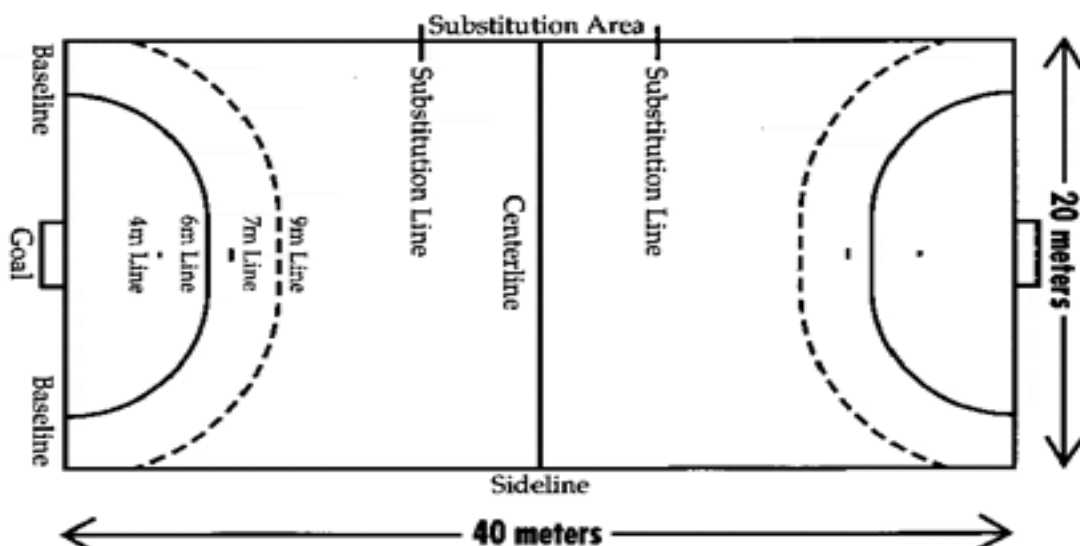 Substitution Area
Baseline
Substitution Line
Substitution Line
20 meters
Centerline
9m Line
7m Line
6m Line
4m Line
Goal
Baseline
Sideline
40 meters